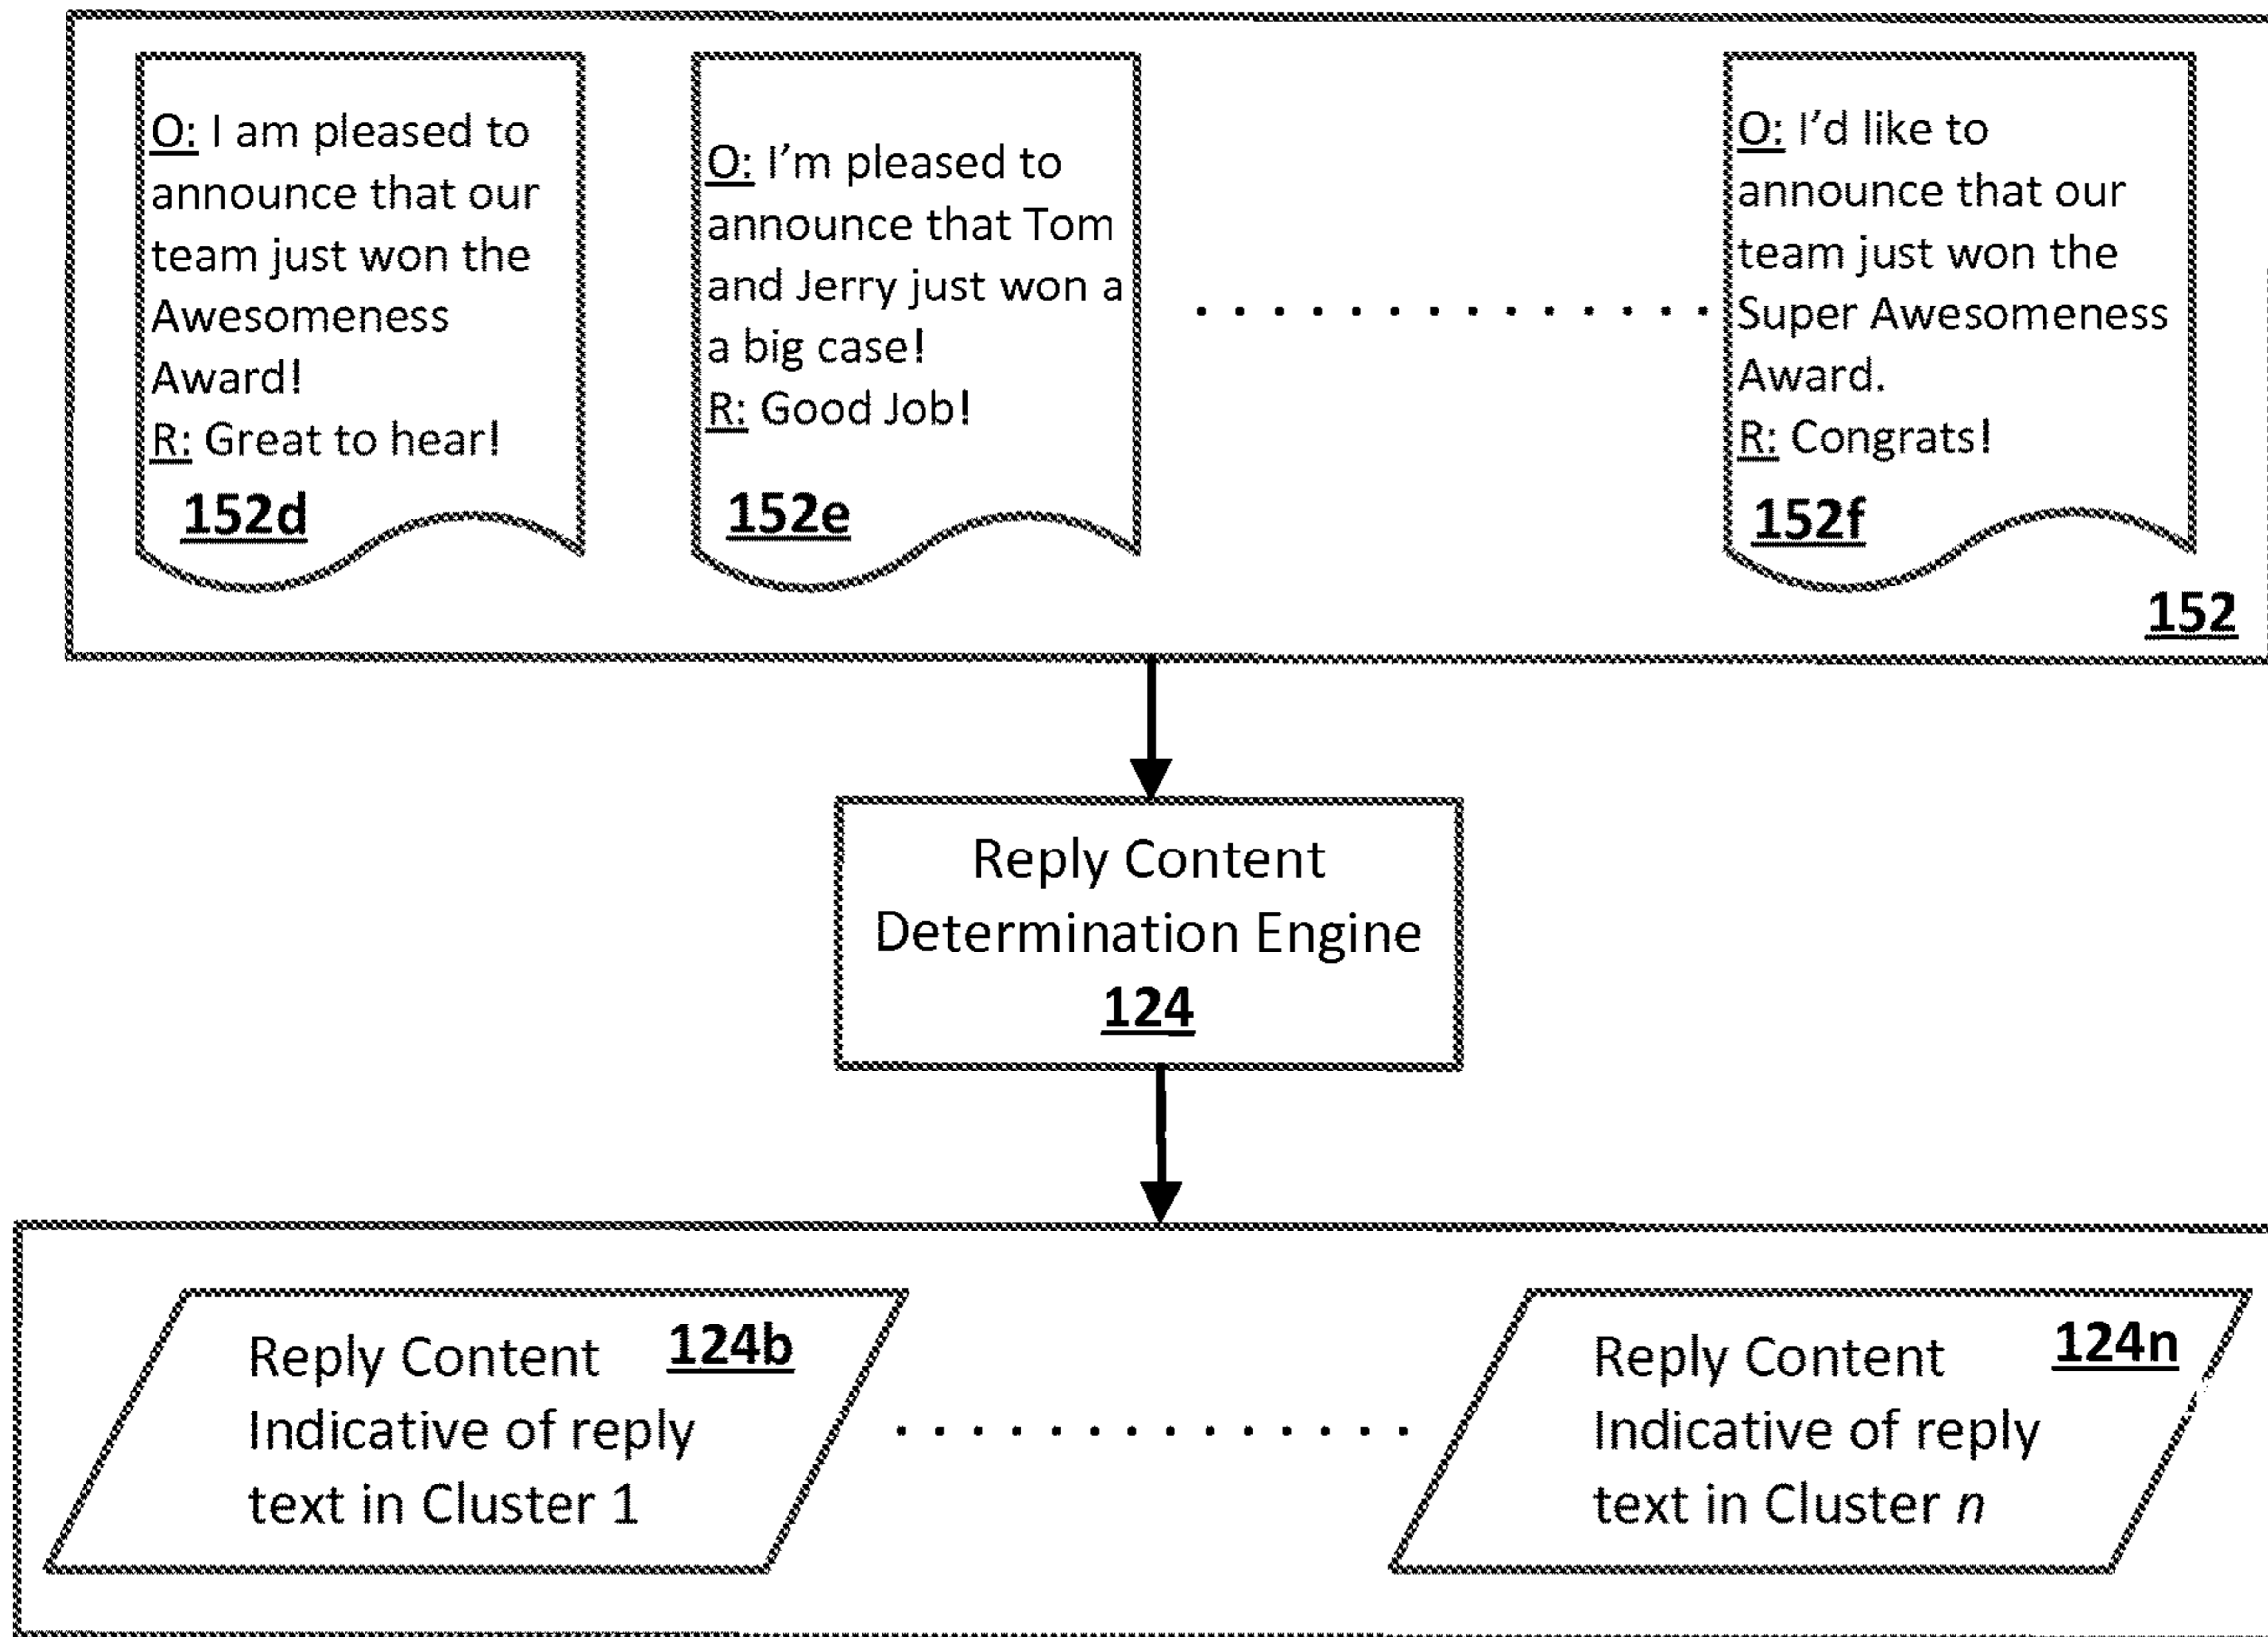 O: I am pleased to
announce that our
team just won the
Awesomeness
Award!
R: Great to hear!
152d
O: I'm pleased to
announce that Tom
and Jerry just won a
a big case!
R: Good Job!
152e
O: I'd like to
announce that our
team just won the
Super Awesomeness
Award.
R: Congrats!
152f
152
Reply Content
Determination Engine
124
Reply Content 124b
Indicative of reply
text in Cluster 1
Reply Content 124n
Indicative of reply
text in Cluster n